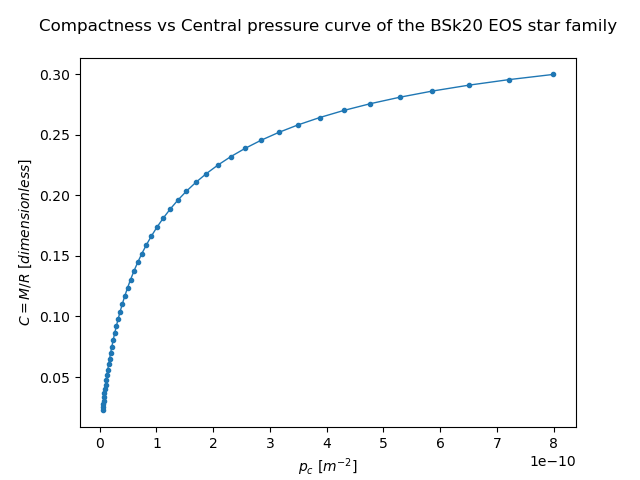 Compactness vs Central pressure curve of the BSk20 EOS star family
0.30
0.25
0.20
0.15
0.10
0.05
C = M/R [dimensionless]
0 1 2 3 4 5 6 7 8
1e−10
p_c [m^{-2}]